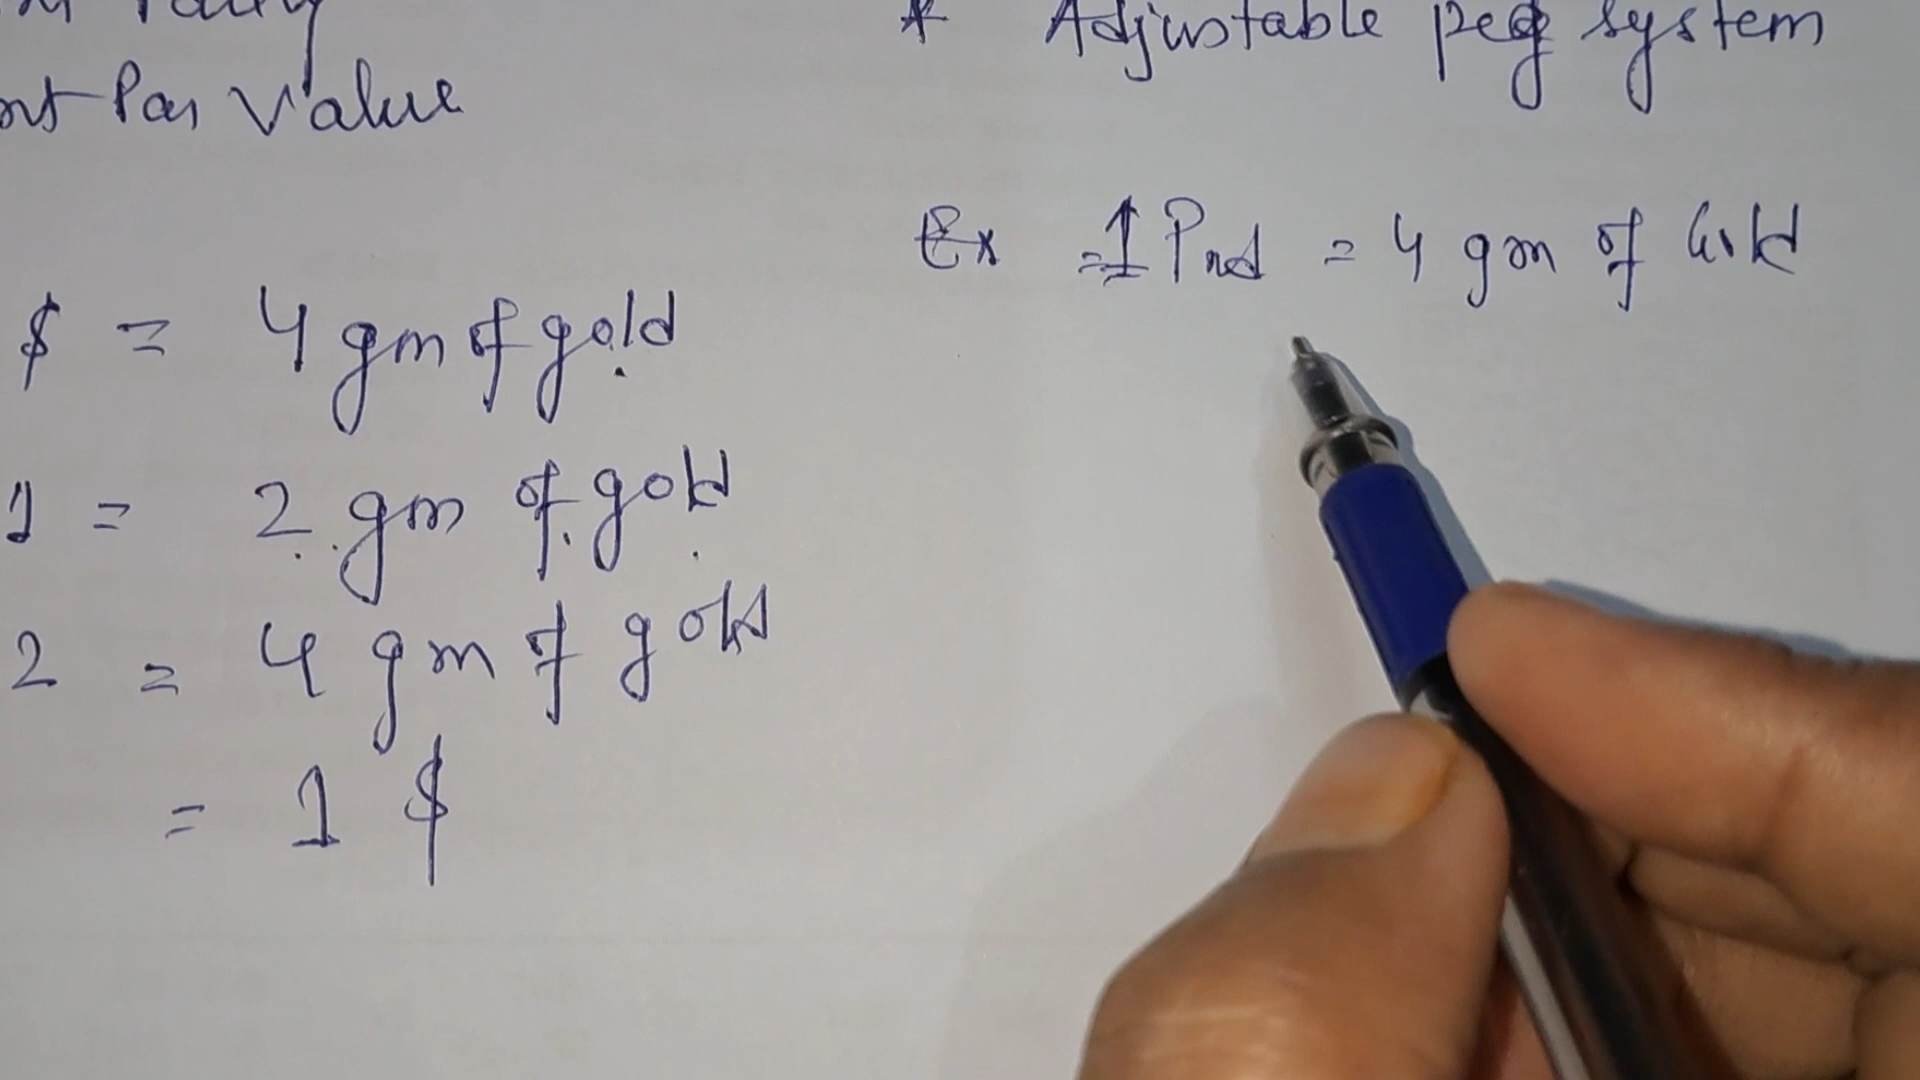 Par Value
$ = 4 gm of gold
1 = 2 gm of gold
2 = 4 gm of gold
= 1 $
* Adjustable peg system
Ex =1 Pnd = 4 gm of Gold